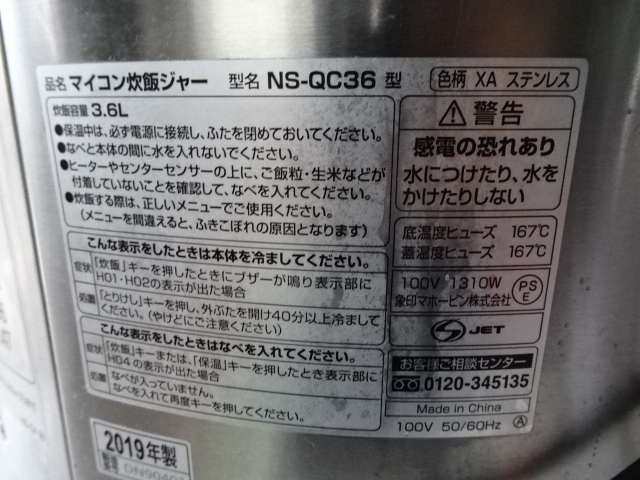 品名 マイコン炊飯ジャー 型名 NS-QC36 型 色柄 XA ステンレス
炊飯容量 3.6L
●保温中は、必ず電源に接続し、ふたを閉めておいてください。
●なべと本体の間に水を入れないでください。
●ヒーターやセンターセンサーの上に、ご飯粒・生米などが
付着していないことを確認して、なべを入れてください。
●炊飯する際は、正しいメニューでご使用ください。
(メニューを間違えると、ふきこぼれの原因となります)
こんな表示をしたときは本体を冷ましてください。
症状 「炊飯」キーを押したときにブザーが鳴り表示部に
H01・H02の表示が出た場合
処置 「とりけし」キーを押し、外ぶたを開け40分以上冷まして
ください。(やけどにご注意ください)
こんな表示をしたときはなべを入れてください。
症状 「炊飯」キーまたは、「保温」キーを押したとき表示部に
H04の表示が出た場合
処置 なべが入っていません。
なべを入れて再度キーを押してください。
警告
感電の恐れあり
水につけたり、水を
かけたりしない
底温度ヒューズ 167℃
蓋温度ヒューズ 167℃
100V 1310W
象印マホービン株式会社
PS
E
JET
お客様ご相談センター
0120-345135
Made in China
100V 50/60Hz Ⓐ
2019年製